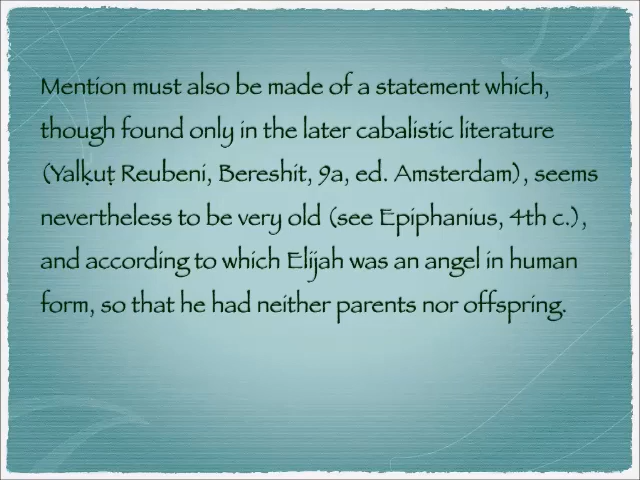 Mention must also be made of a statement which,
though found only in the later cabalistic literature
(Yalḳuṭ Reubeni, Bereshit, 9a, ed. Amsterdam), seems
nevertheless to be very old (see Epiphanius, 4th c.),
and according to which Elijah was an angel in human
form, so that he had neither parents nor offspring.